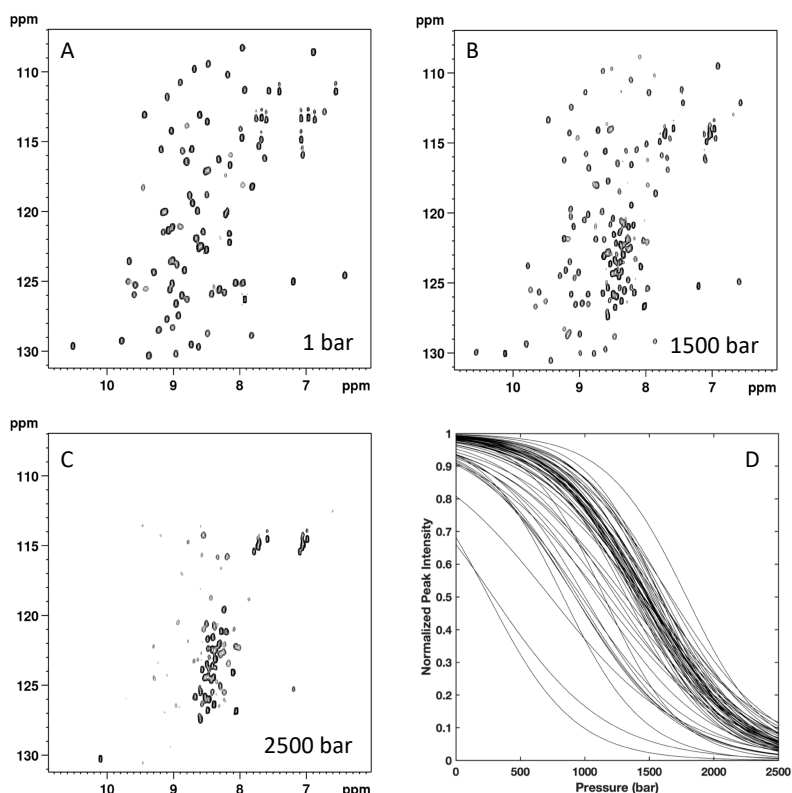 ppm
A
110
115
120
125
130
1 bar
10 9 8 7 ppm
ppm
B
110
115
120
125
130
1500 bar
10 9 8 7 ppm
ppm
C
110
115
120
125
130
2500 bar
10 9 8 7 ppm
D
Normalized Peak Intensity
1
0.9
0.8
0.7
0.6
0.5
0.4
0.3
0.2
0.1
0
0 500 1000 1500 2000 2500
Pressure (bar)